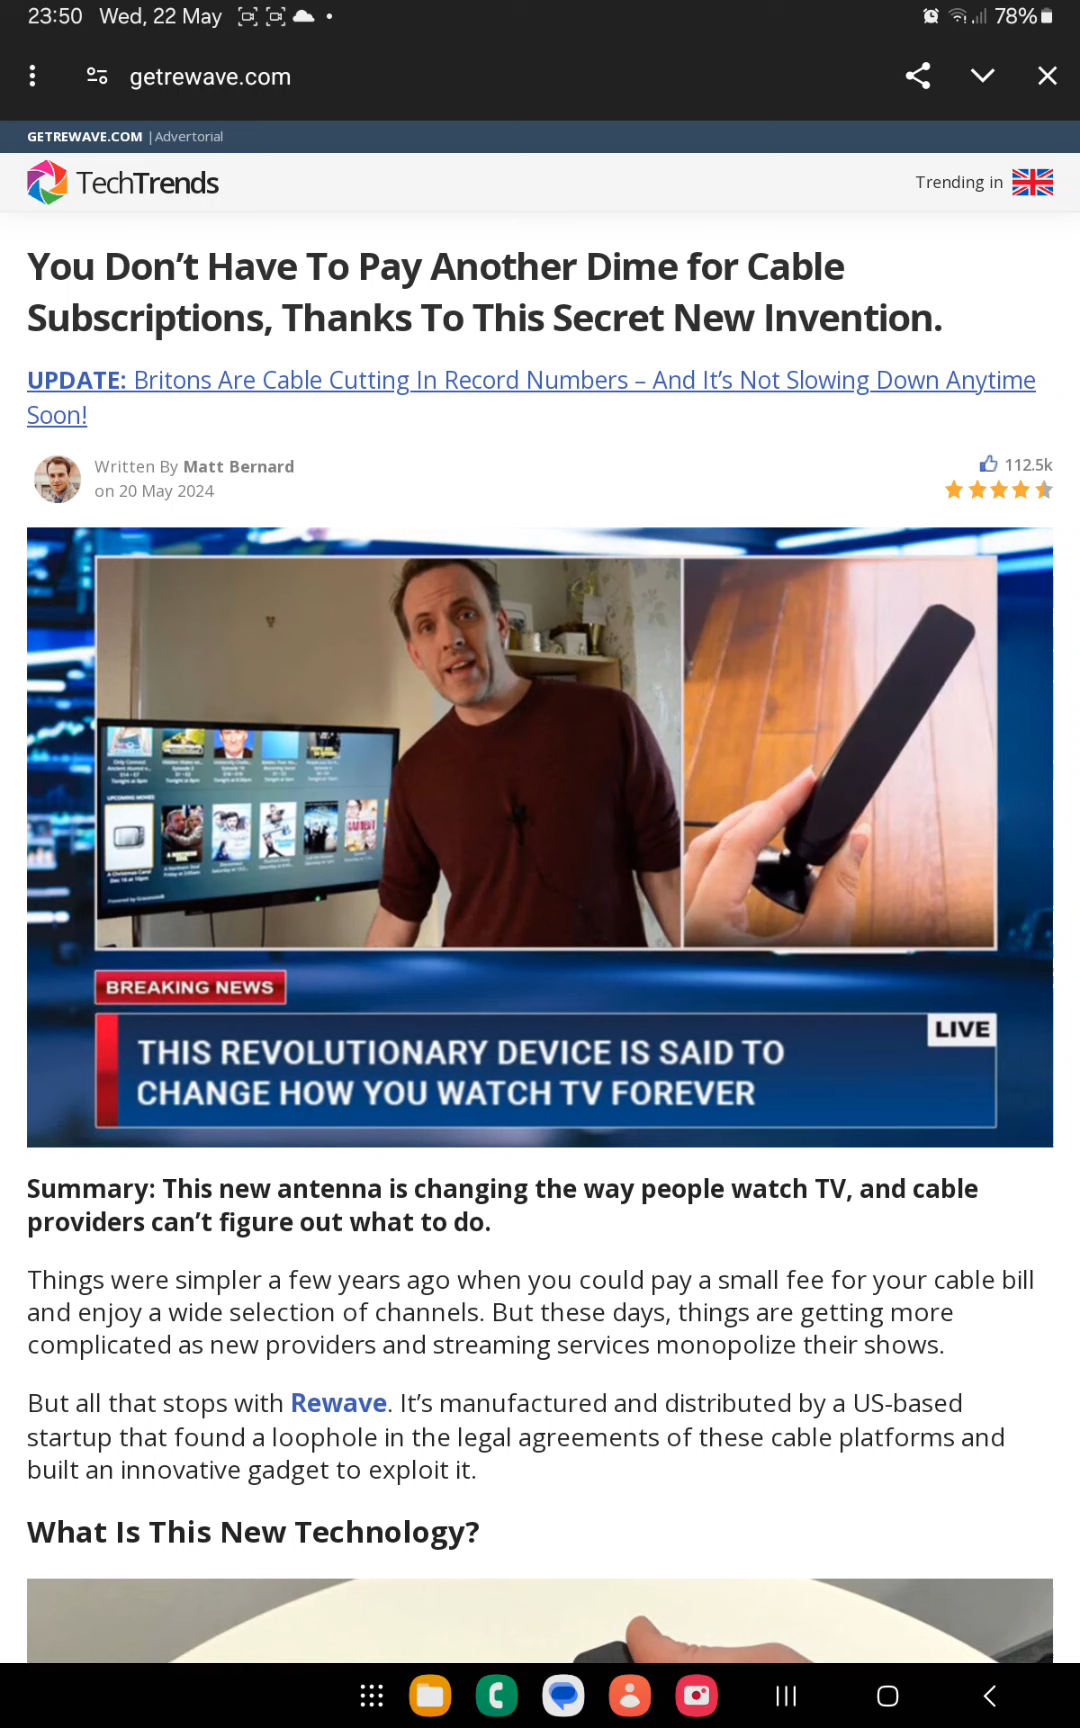 23:50 Wed, 22 May 78%
getrewave.com
GETREWAVE.COM | Advertorial
TechTrends Trending in
You Don't Have To Pay Another Dime for Cable
Subscriptions, Thanks To This Secret New Invention.
UPDATE: Britons Are Cable Cutting In Record Numbers – And It's Not Slowing Down Anytime
Soon!
Written By Matt Bernard
112.5k
on 20 May 2024
UPCOMING MOVIES
BREAKING NEWS
LIVE
THIS REVOLUTIONARY DEVICE IS SAID TO
CHANGE HOW YOU WATCH TV FOREVER
Summary: This new antenna is changing the way people watch TV, and cable
providers can't figure out what to do.
Things were simpler a few years ago when you could pay a small fee for your cable bill
and enjoy a wide selection of channels. But these days, things are getting more
complicated as new providers and streaming services monopolize their shows.
But all that stops with Rewave. It's manufactured and distributed by a US-based
startup that found a loophole in the legal agreements of these cable platforms and
built an innovative gadget to exploit it.
What Is This New Technology?